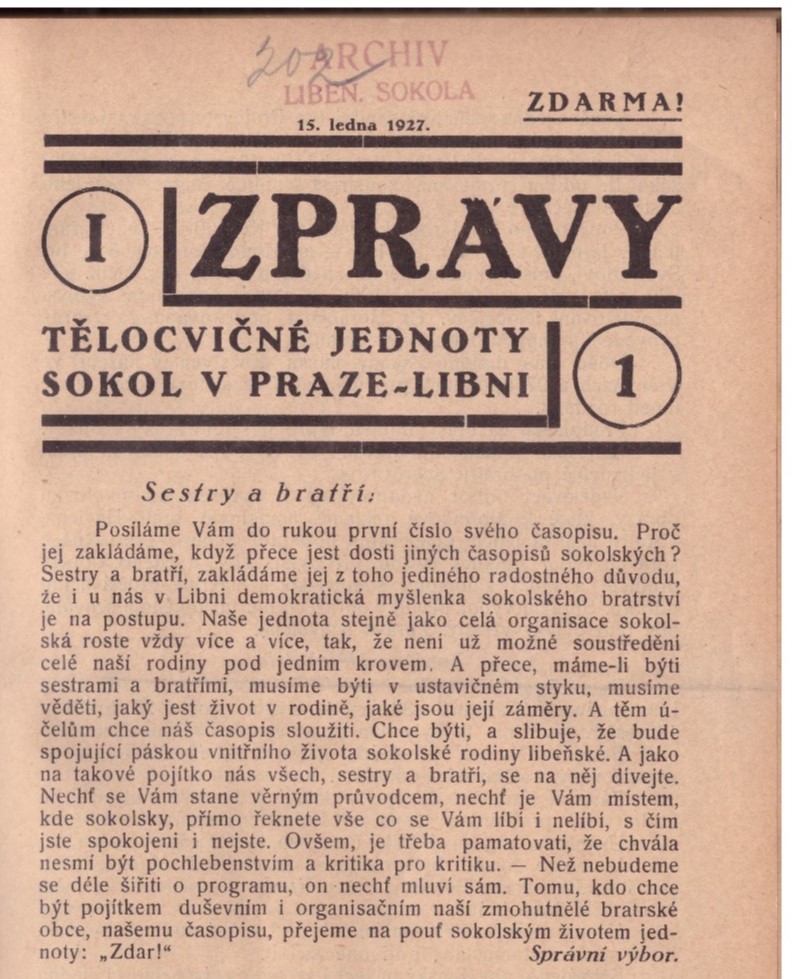 202
ARCHIV
LIBEŇ. SOKOLA
ZDARMA!
15. ledna 1927.
I
ZPRÁVY
TĚLOCVIČNÉ JEDNOTY
SOKOL V PRAZE-LIBNI
1
Sestry a bratří:
Posíláme Vám do rukou první číslo svého časopisu. Proč
jej zakládáme, když přece jest dosti jiných časopisů sokolských?
Sestry a bratří, zakládáme jej z toho jediného radostného důvodu,
že i u nás v Libni demokratická myšlenka sokolského bratrství
je na postupu. Naše jednota stejně jako celá organisace sokol-
ská roste vždy více a více, tak, že není už možné soustředění
celé naší rodiny pod jedním krovem. A přece, máme-li býti
sestrami a bratřími, musíme býti v ustavičném styku, musíme
věděti, jaký jest život v rodině, jaké jsou její záměry. A těm ú-
čelům chce náš časopis sloužiti. Chce býti, a slibuje, že bude
spojující páskou vnitřního života sokolské rodiny libeňské. A jako
na takové pojítko nás všech, sestry a bratři, se na něj divejte.
Nechť se Vám stane věrným průvodcem, nechť je Vám místem,
kde sokolsky, přímo řeknete vše co se Vám líbí i nelíbí, s čím
jste spokojeni i nejste. Ovšem, je třeba pamatovati, že chvála
nesmí být pochlebenstvím a kritika pro kritiku. — Než nebudeme
se déle šířiti o programu, on nechť mluví sám. Tomu, kdo chce
být pojítkem duševním i organisačním naší zmohutnělé bratrské
obce, našemu časopisu, přejeme na pouť sokolským životem jed-
noty: „Zdar!“ Správní výbor.